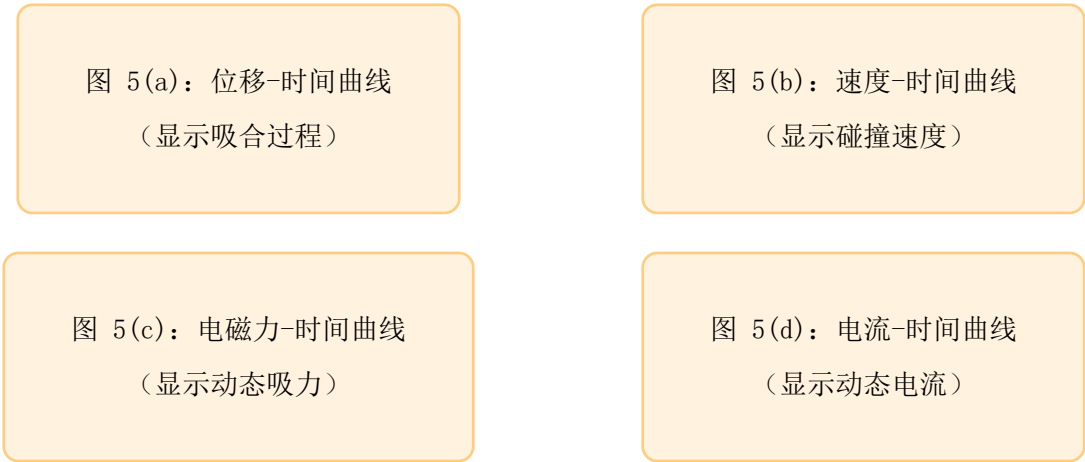 图 5(a): 位移-时间曲线
（显示吸合过程）
图 5(b): 速度-时间曲线
（显示碰撞速度）
图 5(c): 电磁力-时间曲线
（显示动态吸力）
图 5(d): 电流-时间曲线
（显示动态电流）